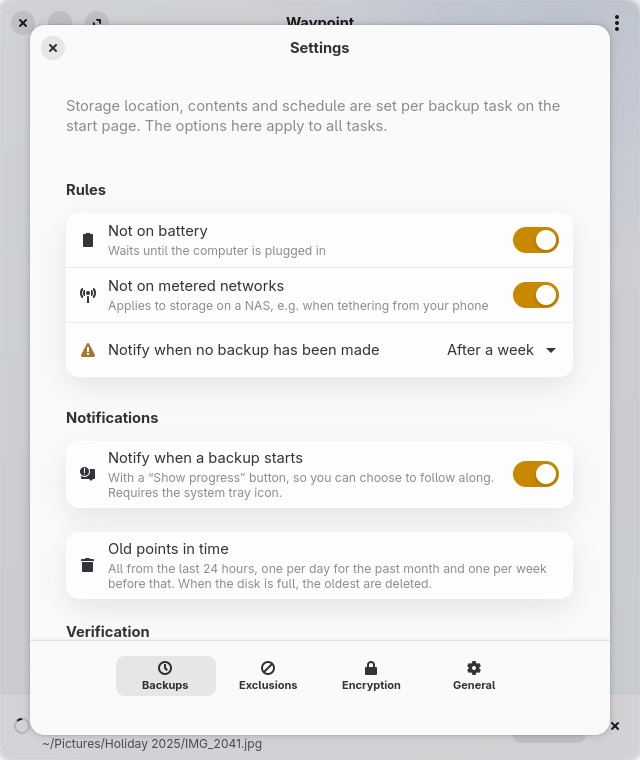 Waypoint
Settings
Storage location, contents and schedule are set per backup task on the
start page. The options here apply to all tasks.
Rules
Not on battery
Waits until the computer is plugged in
Not on metered networks
Applies to storage on a NAS, e.g. when tethering from your phone
Notify when no backup has been made
After a week
Notifications
Notify when a backup starts
With a “Show progress” button, so you can choose to follow along.
Requires the system tray icon.
Old points in time
All from the last 24 hours, one per day for the past month and one per week
before that. When the disk is full, the oldest are deleted.
Verification
Backups
Exclusions
Encryption
General
~/Pictures/Holiday 2025/IMG_2041.jpg